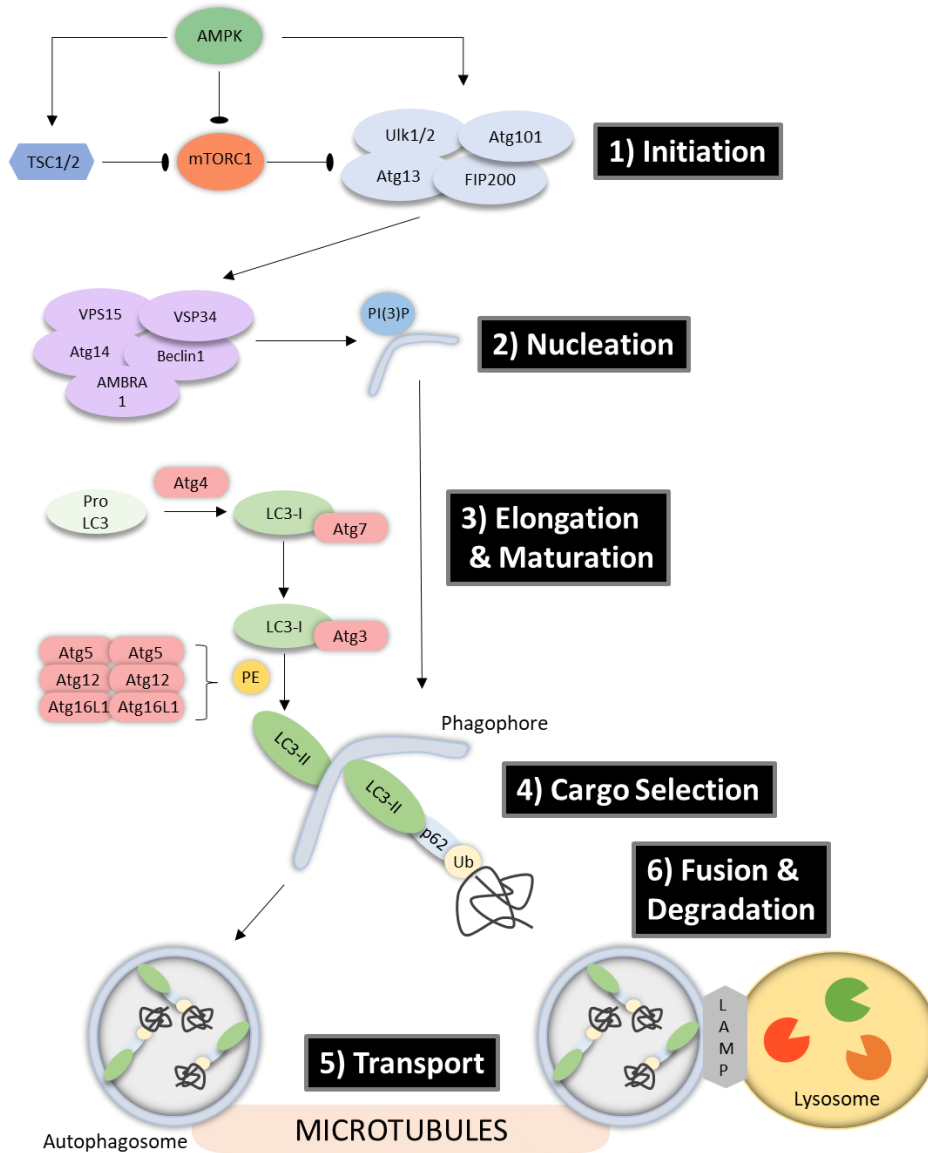 AMPK
TSC1/2
mTORC1
Ulk1/2
Atg101
Atg13
FIP200
1) Initiation
VPS15
VSP34
Atg14
Beclin1
AMBRA
1
PI(3)P
2) Nucleation
Pro
LC3
Atg4
LC3-I
Atg7
3) Elongation
& Maturation
LC3-I
Atg3
Atg5
Atg5
Atg12
Atg12
Atg16L1
Atg16L1
PE
Phagophore
LC3-II
LC3-II
p62
Ub
4) Cargo Selection
6) Fusion &
Degradation
L
A
M
P
Lysosome
5) Transport
Autophagosome
MICROTUBULES